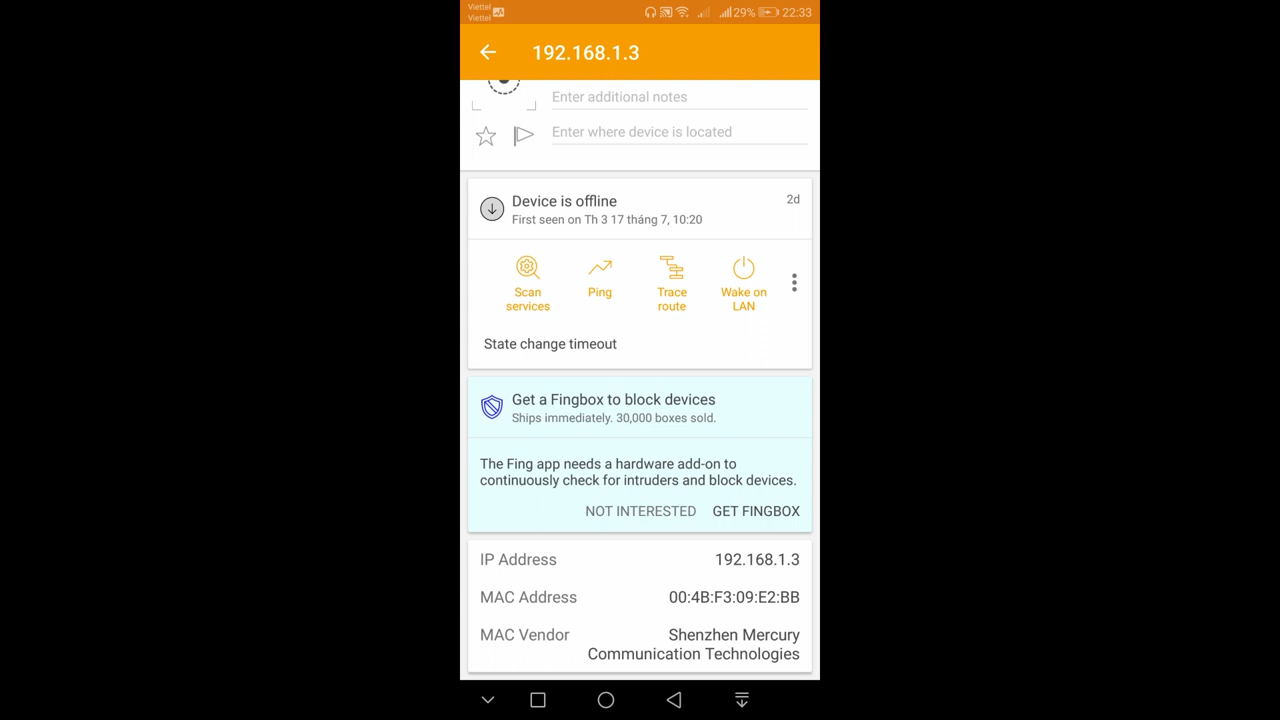 Viettel
Viettel
29%
22:33
192.168.1.3
Enter additional notes
Enter where device is located
Device is offline
2d
First seen on Th 3 17 tháng 7, 10:20
Scan services
Ping
Trace route
Wake on LAN
State change timeout
Get a Fingbox to block devices
Ships immediately. 30,000 boxes sold.
The Fing app needs a hardware add-on to
continuously check for intruders and block devices.
NOT INTERESTED
GET FINGBOX
IP Address
192.168.1.3
MAC Address
00:4B:F3:09:E2:BB
MAC Vendor
Shenzhen Mercury
Communication Technologies